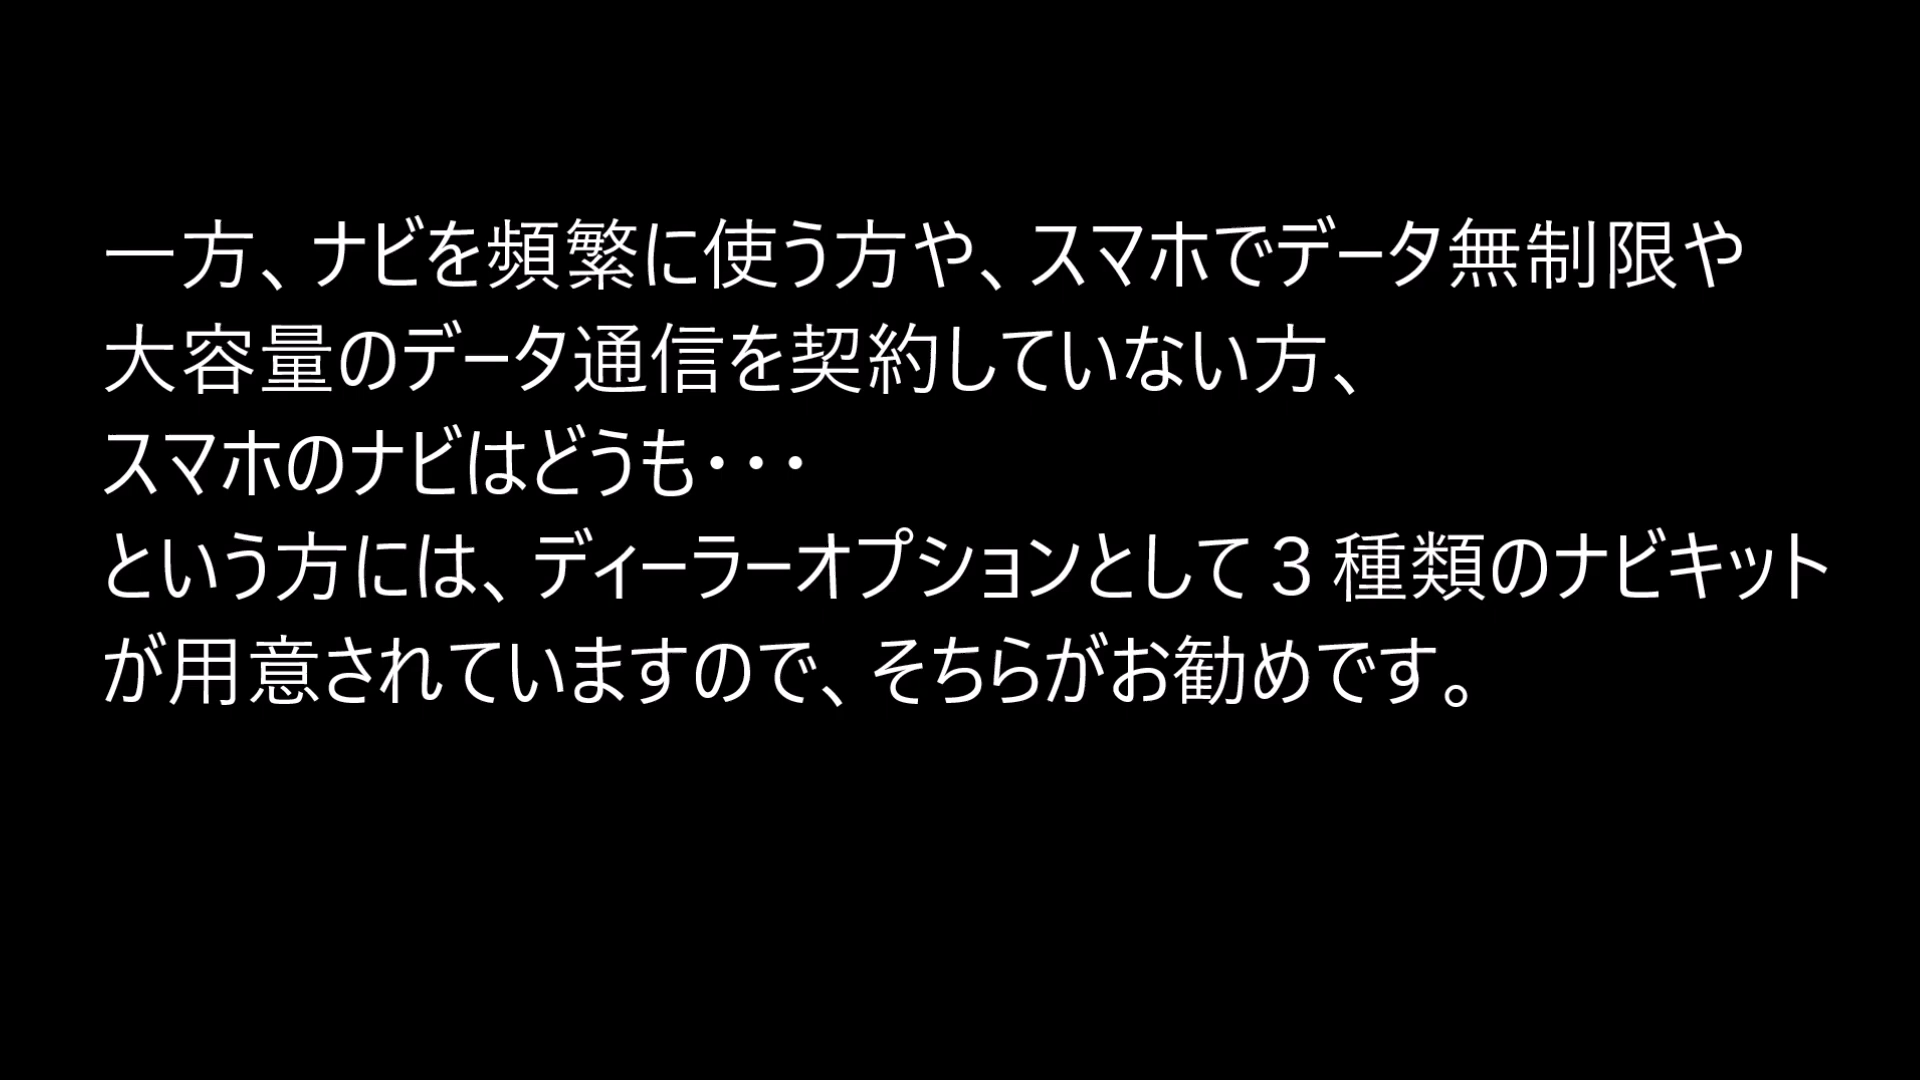 一方、ナビを頻繁に使う方や、スマホでデータ無制限や
大容量のデータ通信を契約していない方、
スマホのナビはどうも・・・
という方には、ディーラーオプションとして3種類のナビキット
が用意されていますので、そちらがお勧めです。